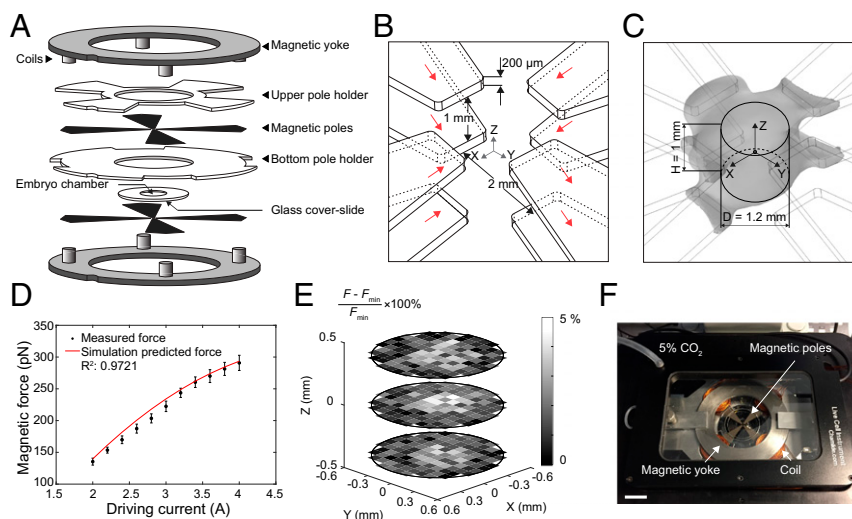 A
Coils
Magnetic yoke
Upper pole holder
Magnetic poles
Bottom pole holder
Embryo chamber
Glass cover-slide
B
200 µm
1 mm
X
Z
Y
2 mm
C
H = 1 mm
Z
X
Y
D = 1.2 mm
D
Magnetic force (pN)
350
300
250
200
150
100
Measured force
Simulation predicted force
R²: 0.9721
1.5
2
2.5
3
3.5
4
4.5
Driving current (A)
E
F - Fmin
Fmin
×100%
5 %
0
Z (mm)
0.5
0
-0.5
-0.6
-0.3
0
0.3
0.6
Y (mm)
0.6
0.3
0
-0.3
-0.6
X (mm)
F
5% CO₂
Magnetic poles
Magnetic yoke
Coil
Live Cell Instrument